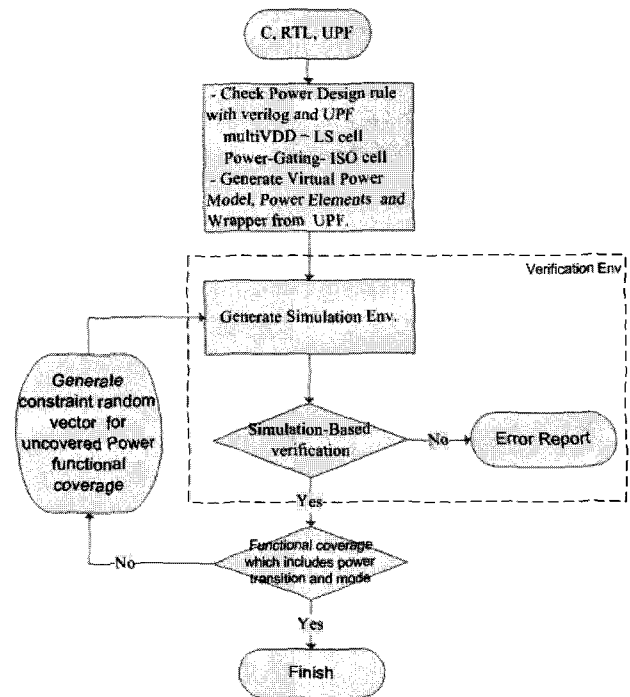 C, RTL, UPF
- Check Power Design rule
with verilog and UPF
multiVDD - LS cell
Power-Gating- ISO cell
- Generate Virtual Power
Model, Power Elements and
Wrapper from UPF.
Verification Env
Generate Simulation Env.
Generate
constraint random
vector for
uncovered Power
functional
coverage
Simulation-Based
verification
No
Error Report
Yes
Functional coverage
which includes power
transition and mode
No
Yes
Finish